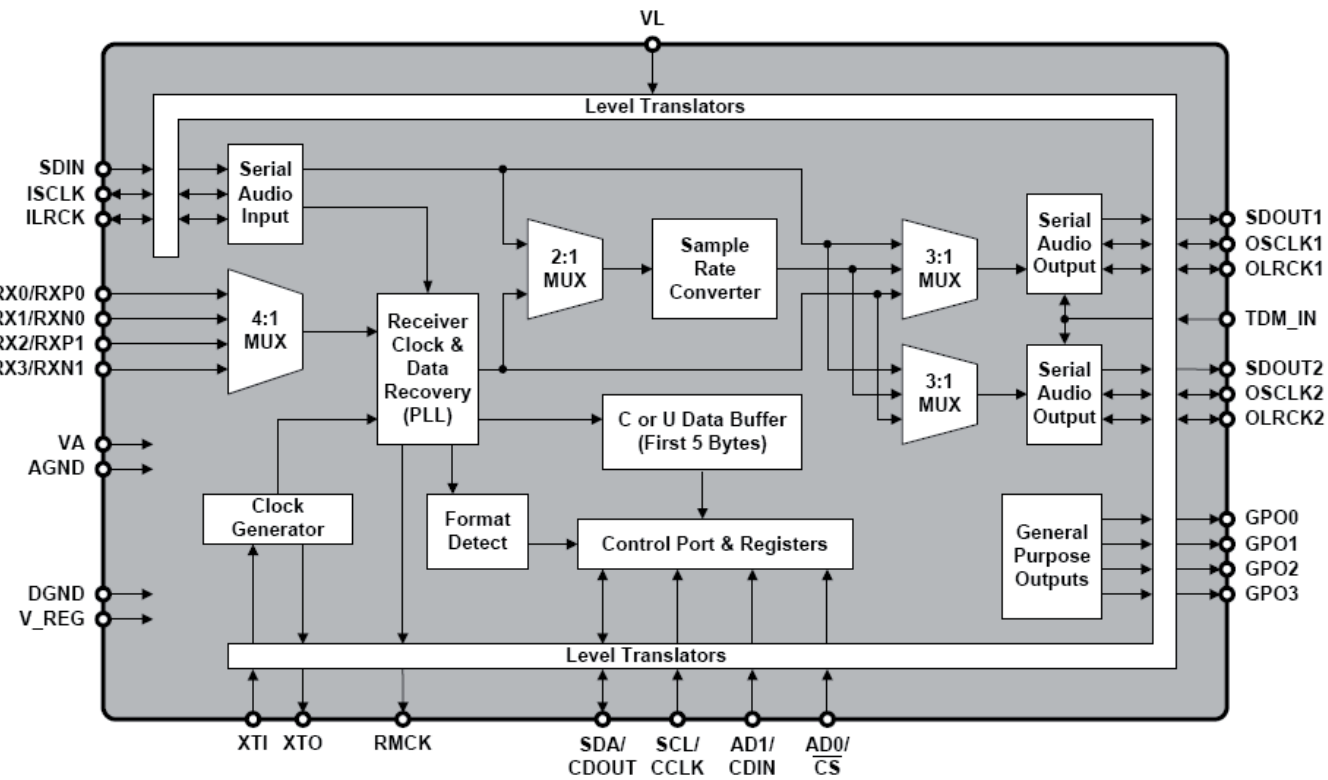 VL
Level Translators
SDIN
ISCLK
ILRCK
Serial
Audio
Input
2:1
MUX
Sample
Rate
Converter
3:1
MUX
Serial
Audio
Output
SDOUT1
OSCLK1
OLRCK1
RX0/RXP0
RX1/RXN0
RX2/RXP1
RX3/RXN1
4:1
MUX
Receiver
Clock &
Data
Recovery
(PLL)
TDM_IN
3:1
MUX
Serial
Audio
Output
SDOUT2
OSCLK2
OLRCK2
C or U Data Buffer
(First 5 Bytes)
VA
AGND
Clock
Generator
Format
Detect
Control Port & Registers
General
Purpose
Outputs
GPO0
GPO1
GPO2
GPO3
DGND
V_REG
Level Translators
XTI
XTO
RMCK
SDA/
CDOUT
SCL/
CCLK
AD1/
CDIN
AD0/
CS